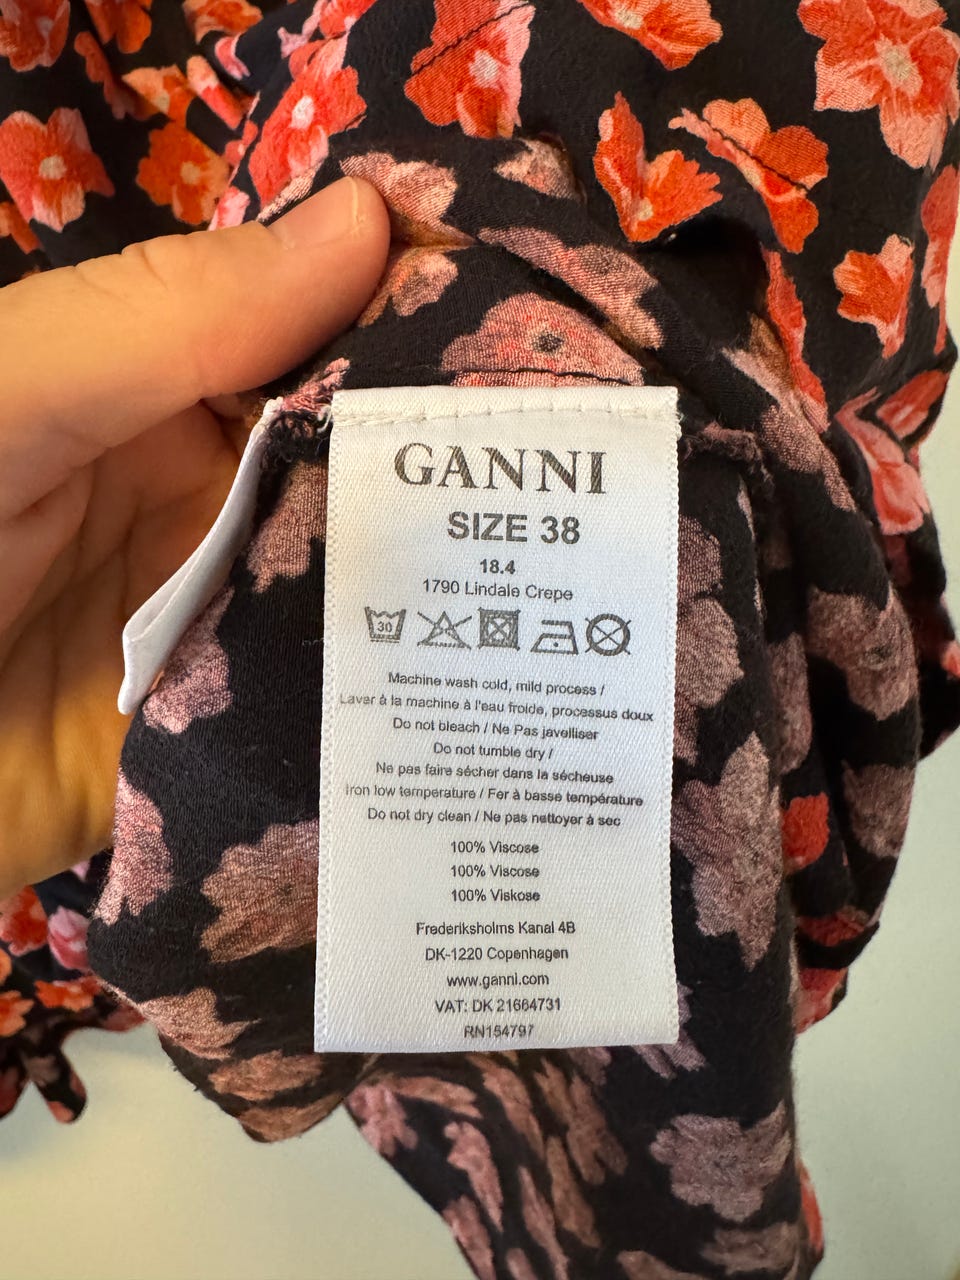 GANNI
SIZE 38
18.4
1790 Lindale Crepe
30
Machine wash cold, mild process /
Laver à la machine à l'eau froide, processus doux
Do not bleach / Ne Pas javelliser
Do not tumble dry /
Ne pas faire sécher dans la sécheuse
Iron low temperature / Fer à basse température
Do not dry clean / Ne pas nettoyer à sec
100% Viscose
100% Viscose
100% Viskose
Frederiksholms Kanal 4B
DK-1220 Copenhagen
www.ganni.com
VAT: DK 21664731
RN154797